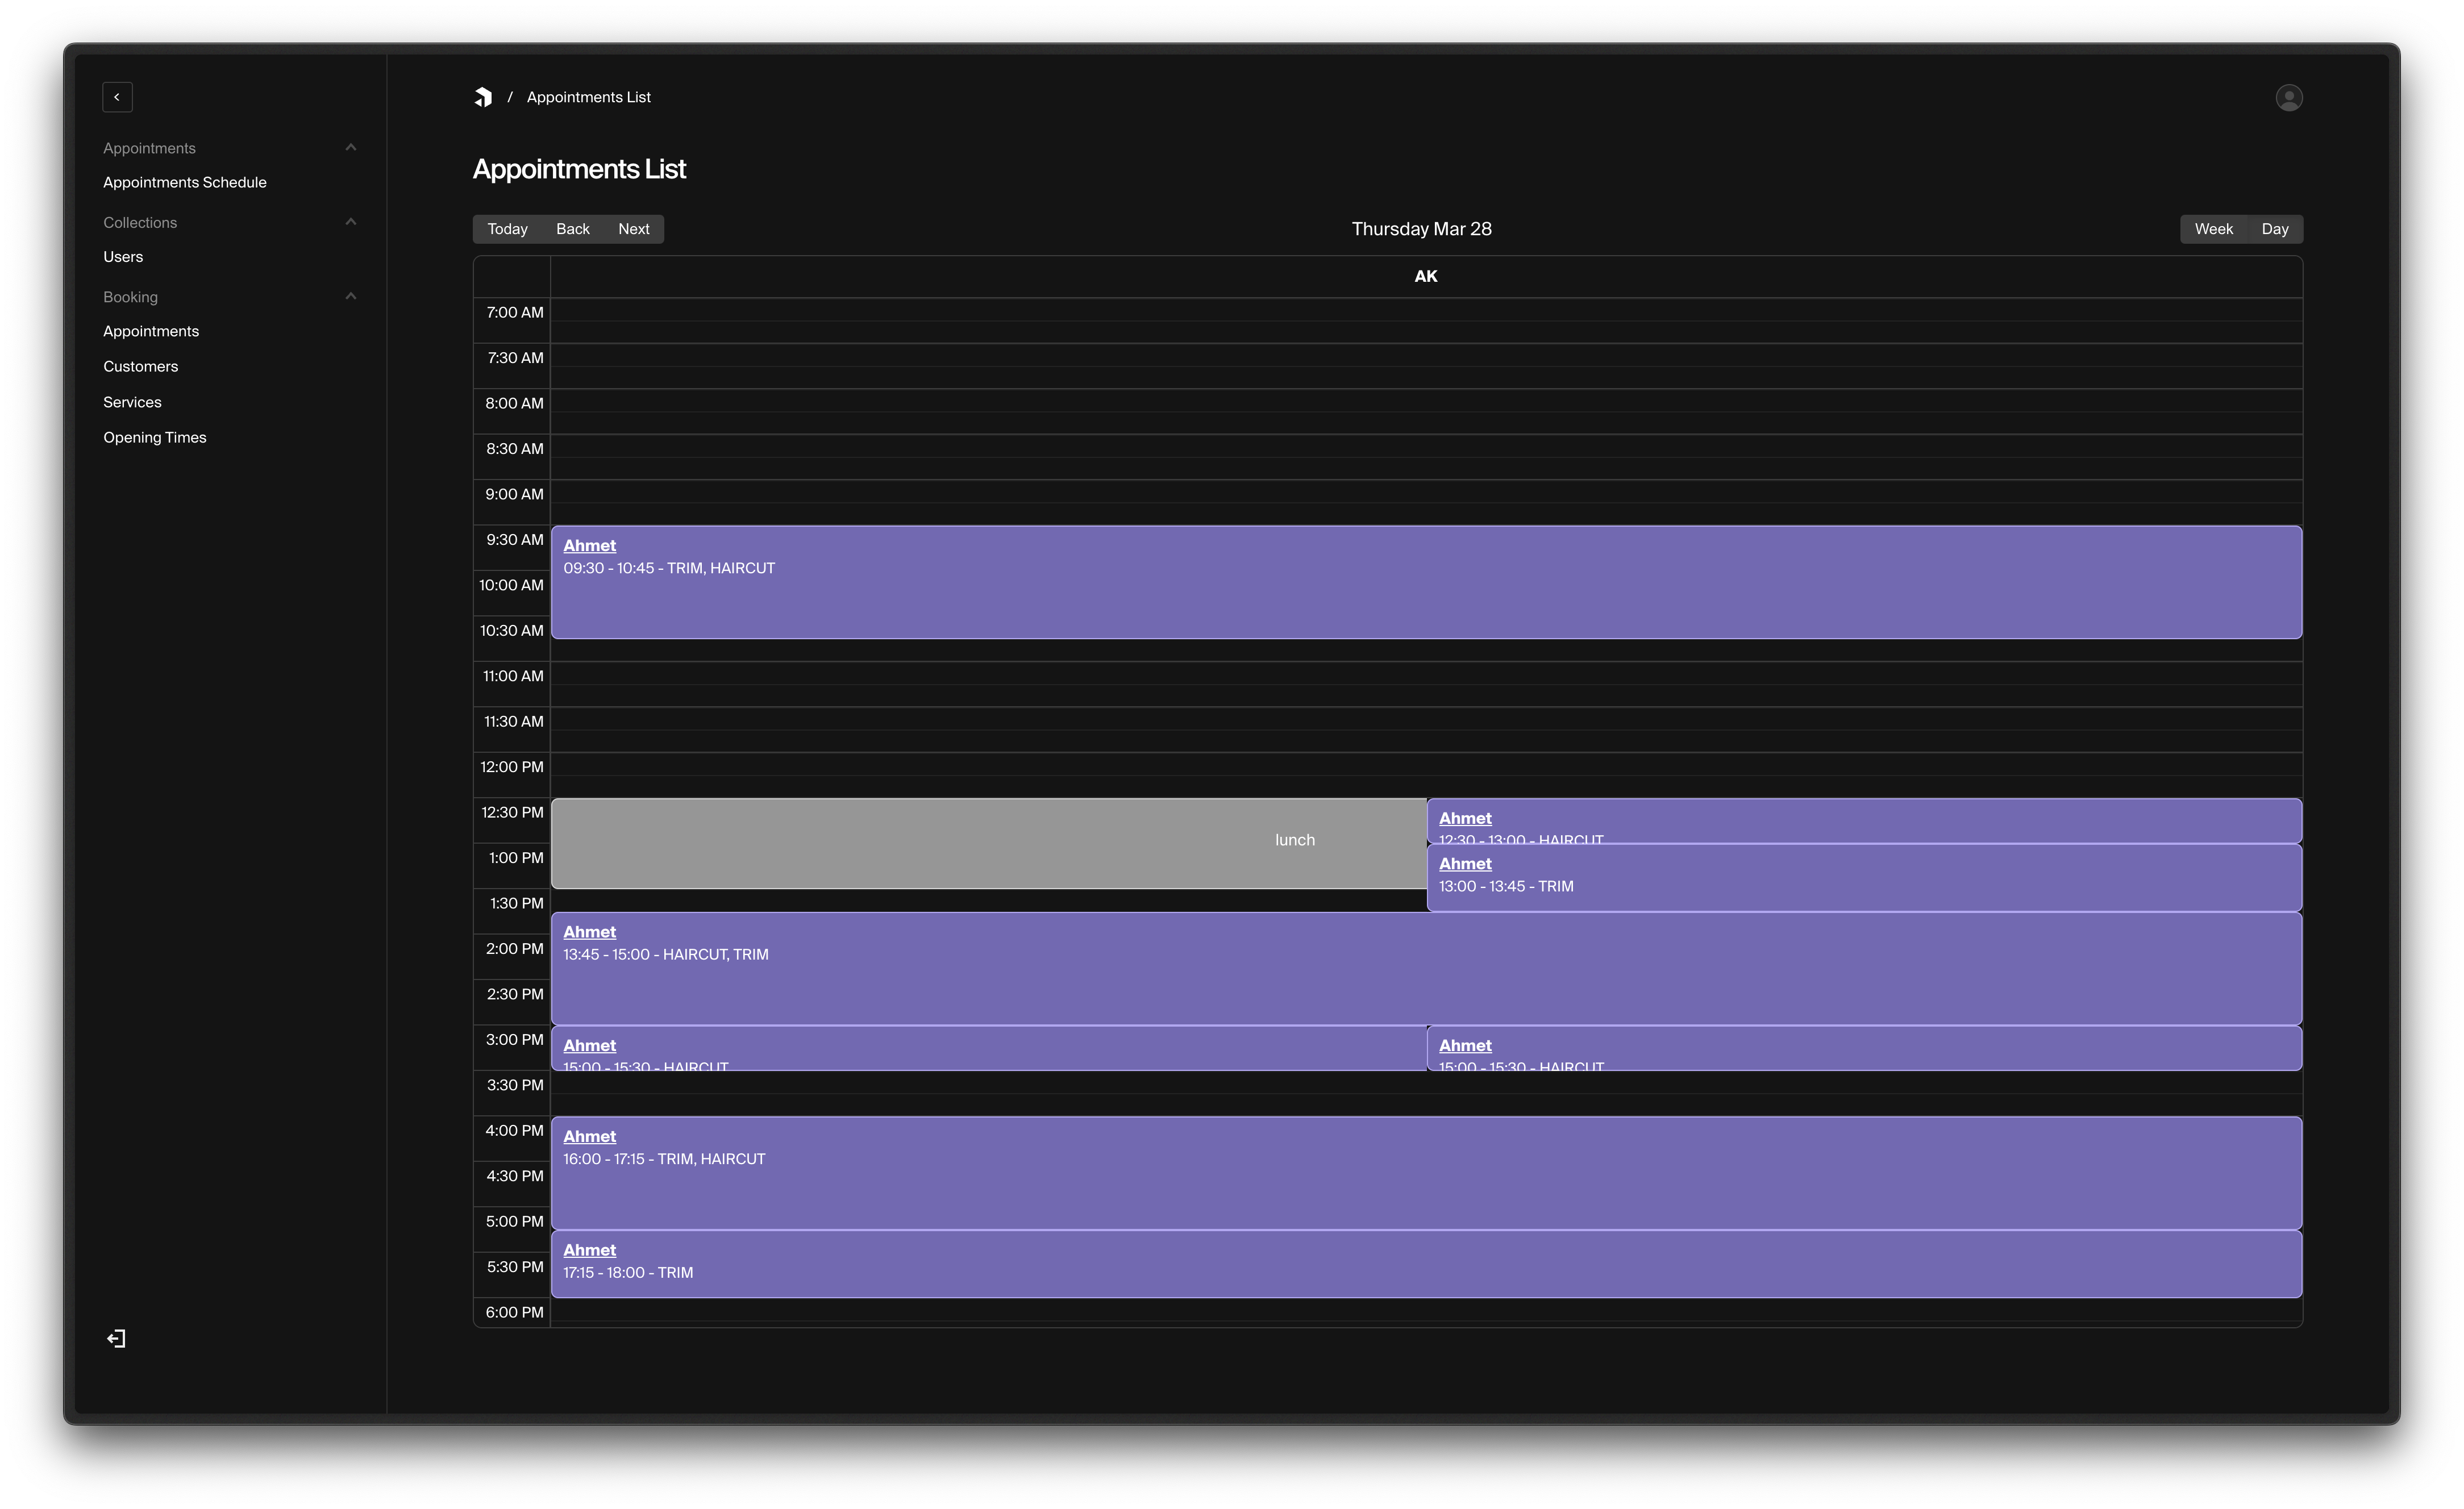 / Appointments List
Appointments
Appointments Schedule
Collections
Users
Booking
Appointments
Customers
Services
Opening Times
Appointments List
Today Back Next
Thursday Mar 28
Week Day
AK
7:00 AM
7:30 AM
8:00 AM
8:30 AM
9:00 AM
9:30 AM
Ahmet
09:30 - 10:45 - TRIM, HAIRCUT
10:00 AM
10:30 AM
11:00 AM
11:30 AM
12:00 PM
12:30 PM
lunch
Ahmet
12:30 - 13:00 - HAIRCUT
1:00 PM
Ahmet
13:00 - 13:45 - TRIM
1:30 PM
Ahmet
13:45 - 15:00 - HAIRCUT, TRIM
2:00 PM
2:30 PM
3:00 PM
Ahmet
15:00 - 15:30 - HAIRCUT
Ahmet
15:00 - 15:30 - HAIRCUT
3:30 PM
4:00 PM
Ahmet
16:00 - 17:15 - TRIM, HAIRCUT
4:30 PM
5:00 PM
Ahmet
17:15 - 18:00 - TRIM
5:30 PM
6:00 PM